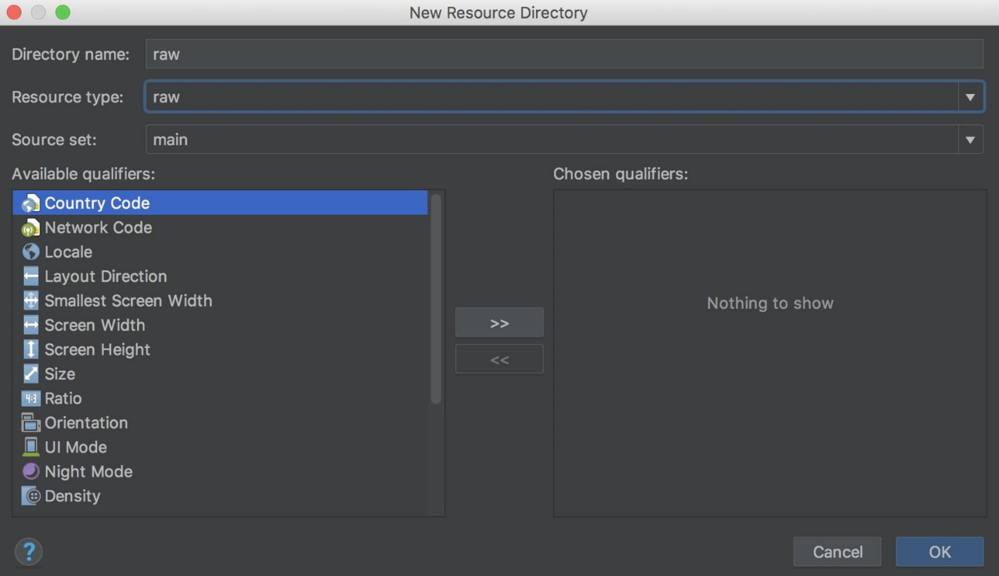 New Resource Directory
Directory name: raw
Resource type: raw
Source set: main
Available qualifiers:
Chosen qualifiers:
Country Code
Network Code
Locale
Layout Direction
Smallest Screen Width
Screen Width
Screen Height
Size
4:3 Ratio
Orientation
UI Mode
Night Mode
Density
>>
<<
Nothing to show
?
Cancel
OK